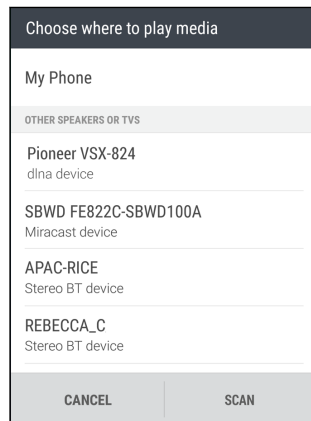 Choose where to play media
My Phone
OTHER SPEAKERS OR TVS
Pioneer VSX-824
dlna device
SBWD FE822C-SBWD100A
Miracast device
APAC-RICE
Stereo BT device
REBECCA_C
Stereo BT device
CANCEL SCAN